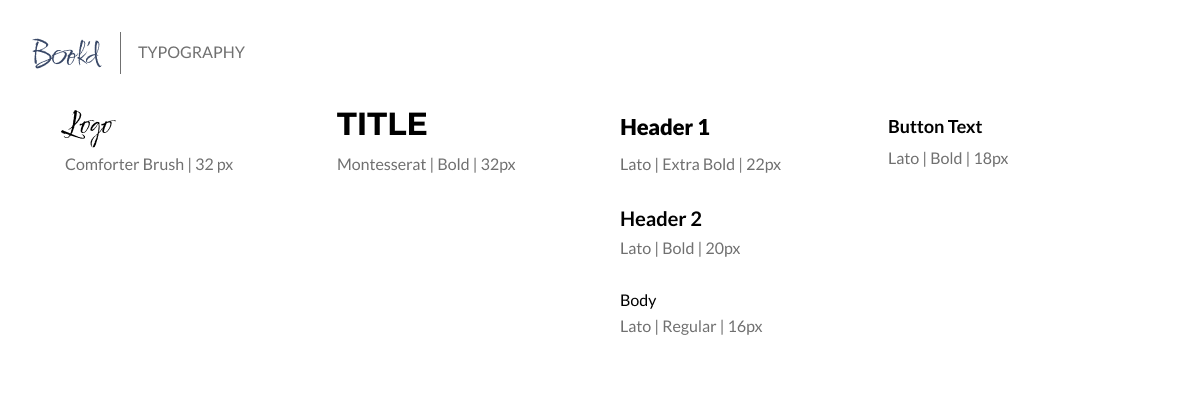 Book'd
TYPOGRAPHY
Logo
Comforter Brush | 32 px
TITLE
Montesserat | Bold | 32px
Header 1
Lato | Extra Bold | 22px
Header 2
Lato | Bold | 20px
Body
Lato | Regular | 16px
Button Text
Lato | Bold | 18px